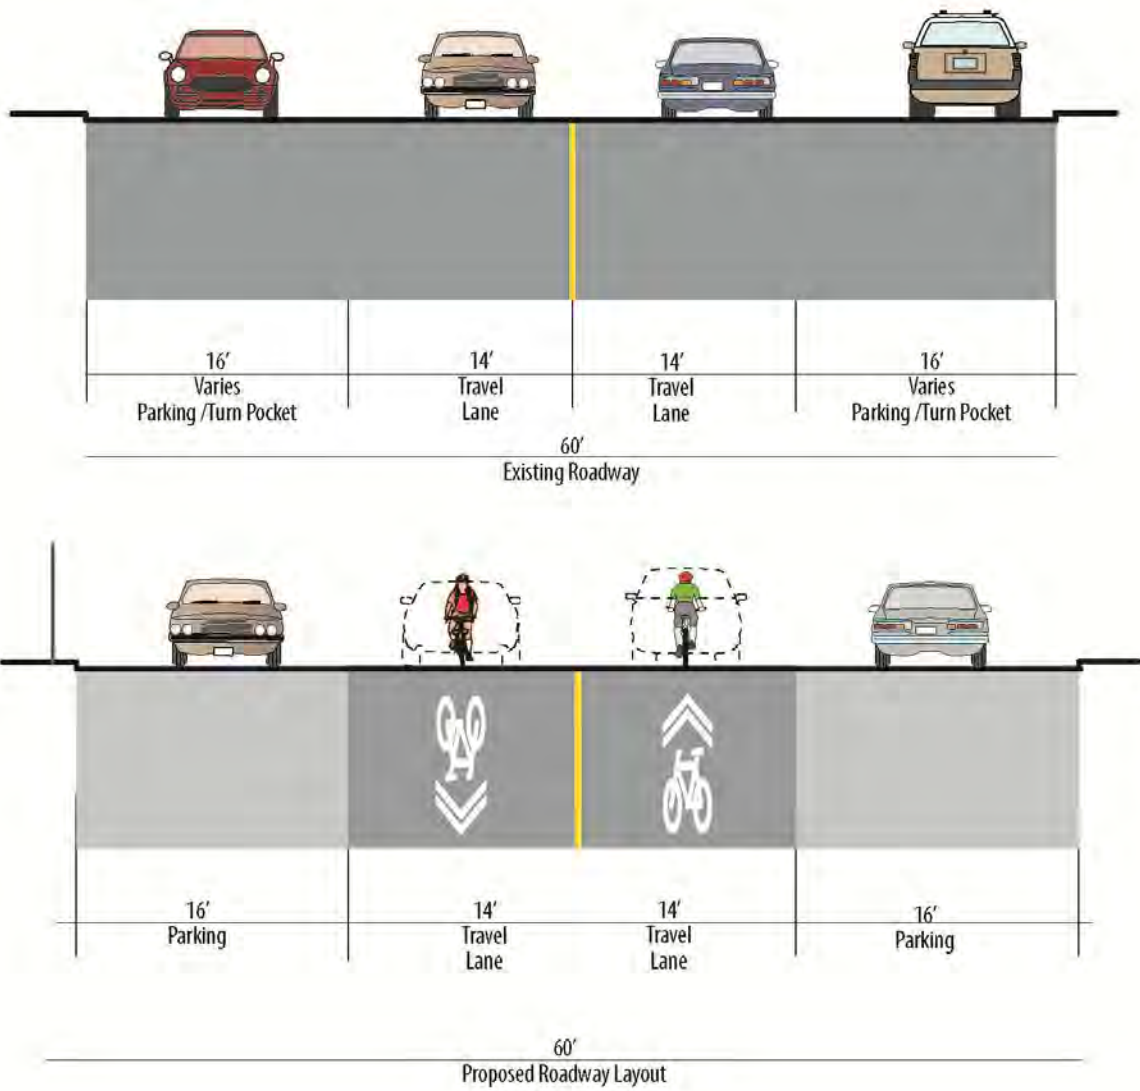 16′ 14′ 14′ 16′
Varies Travel Travel Varies
Parking /Turn Pocket Lane Lane Parking /Turn Pocket
60′
Existing Roadway
16′ 14′ 14′ 16′
Parking Travel Travel Parking
Lane Lane
60′
Proposed Roadway Layout